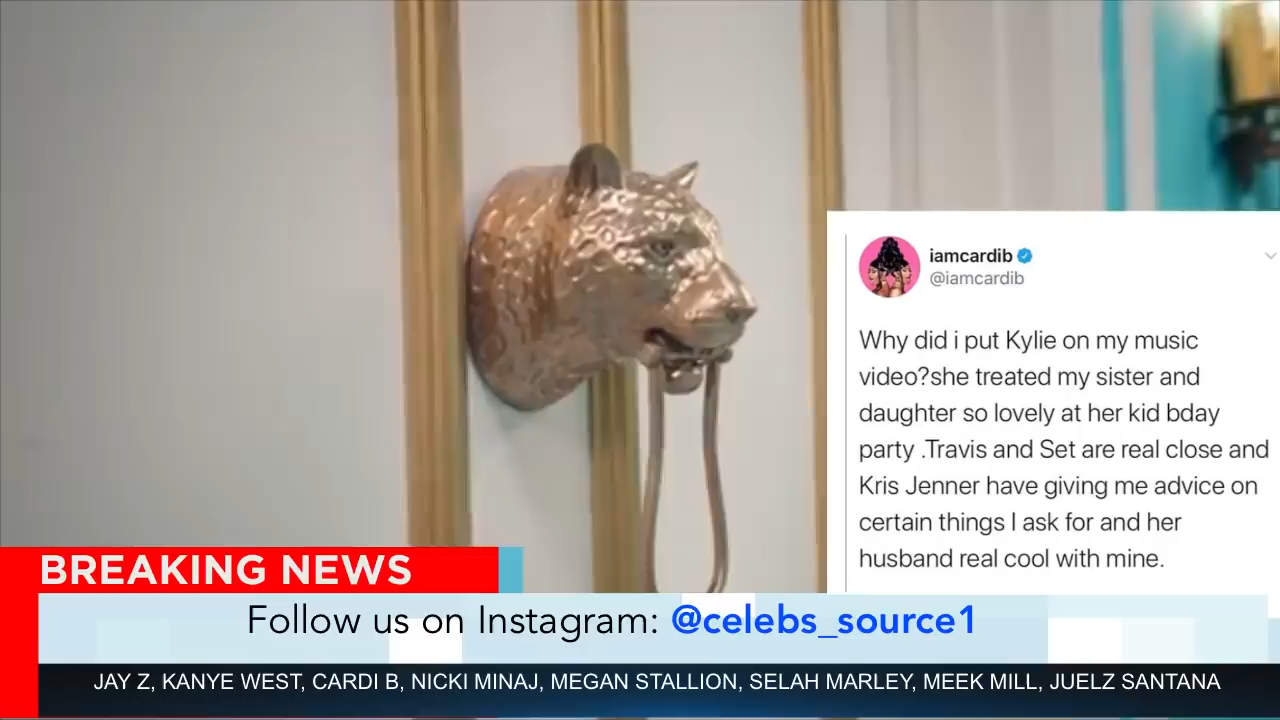 iamcardib
@iamcardib
Why did i put Kylie on my music
video?she treated my sister and
daughter so lovely at her kid bday
party .Travis and Set are real close and
Kris Jenner have giving me advice on
certain things I ask for and her
husband real cool with mine.
BREAKING NEWS
Follow us on Instagram: @celebs_source1
JAY Z, KANYE WEST, CARDI B, NICKI MINAJ, MEGAN STALLION, SELAH MARLEY, MEEK MILL, JUELZ SANTANA